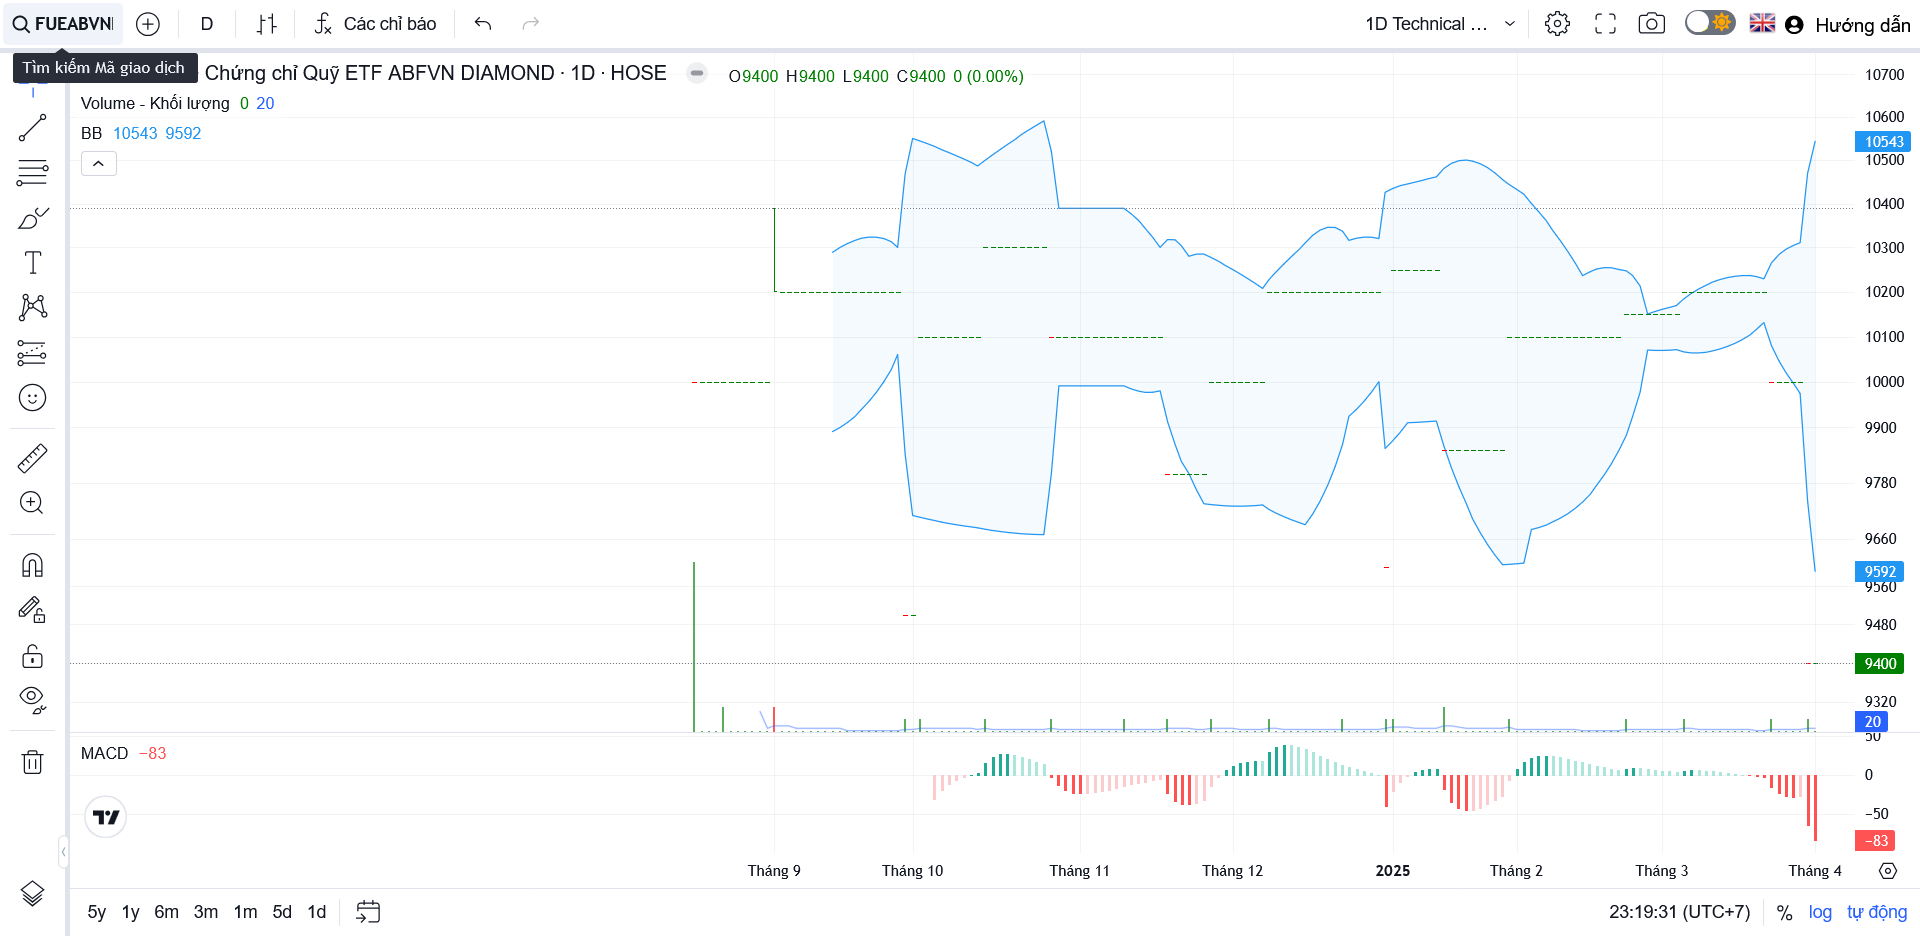 FUEABVN
D
Các chỉ báo
1D Technical ...
Hướng dẫn
Tìm kiếm Mã giao dịch
Chứng chỉ Quỹ ETF ABFVN DIAMOND · 1D · HOSE
O9400 H9400 L9400 C9400 0 (0.00%)
Volume - Khối lượng 0 20
BB 10543 9592
10700
10600
10543
10500
10400
10300
10200
10100
10000
9900
9780
9660
9592
9560
9480
9400
9320
20
50
MACD −83
0
−50
−83
Tháng 9 Tháng 10 Tháng 11 Tháng 12 2025 Tháng 2 Tháng 3 Tháng 4
5y 1y 6m 3m 1m 5d 1d
23:19:31 (UTC+7) % log tự động